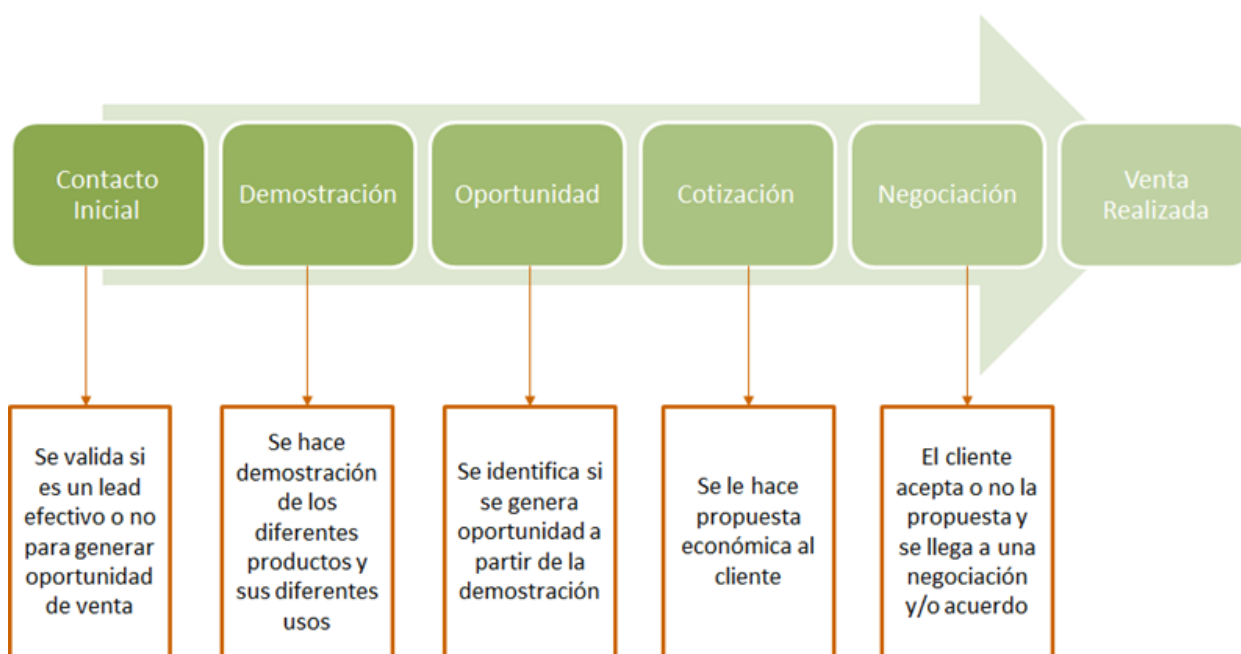 Contacto
Inicial
Demostración
Oportunidad
Cotización
Negociación
Venta
Realizada
Se valida si
es un lead
efectivo o no
para generar
oportunidad
de venta
Se hace
demostración
de los
diferentes
productos y
sus diferentes
usos
Se identifica si
se genera
oportunidad a
partir de la
demostración
Se le hace
propuesta
económica al
cliente
El cliente
acepta o no la
propuesta y
se llega a una
negociación
y/o acuerdo